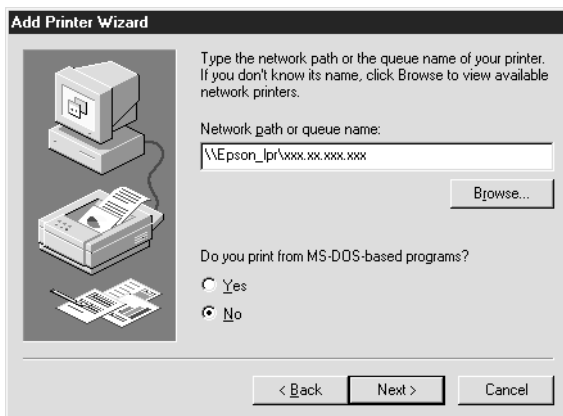 Add Printer Wizard
Type the network path or the queue name of your printer.
If you don't know its name, click Browse to view available
network printers.
Network path or queue name:
\\Epson_lpr\xxx.xx.xxx.xxx
Browse...
Do you print from MS-DOS-based programs?
Yes
No
< Back
Next >
Cancel